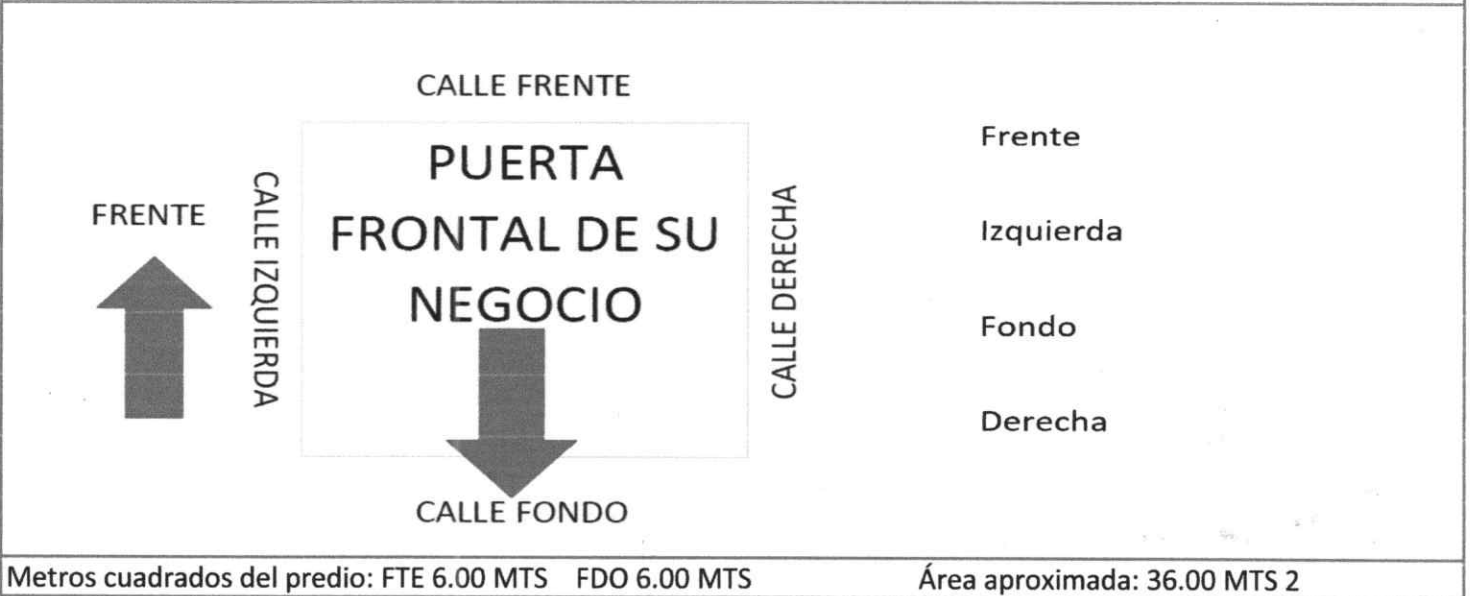 CALLE FRENTE
PUERTA
FRONTAL DE SU
NEGOCIO
FRENTE
CALLE IZQUIERDA
CALLE DERECHA
CALLE FONDO
Frente
Izquierda
Fondo
Derecha
Metros cuadrados del predio: FTE 6.00 MTS FDO 6.00 MTS
Área aproximada: 36.00 MTS 2